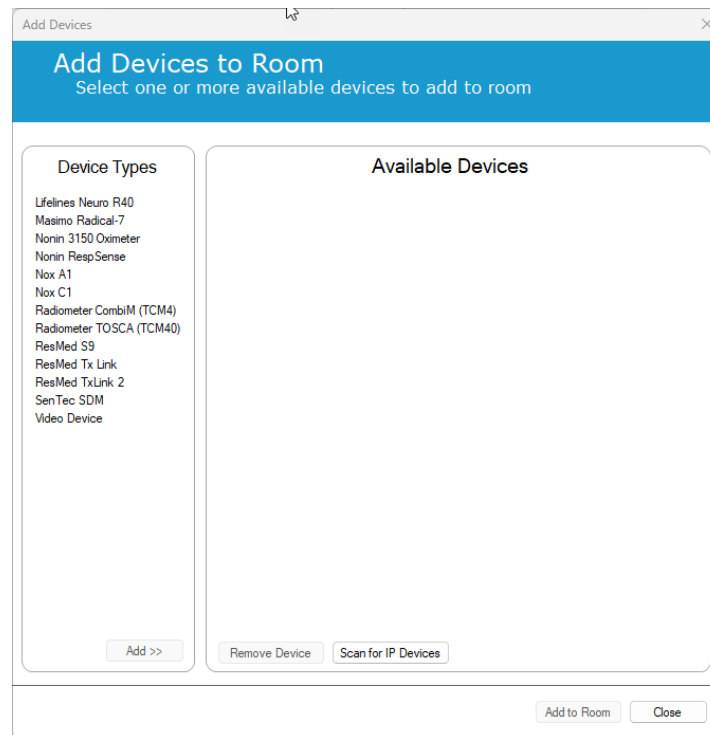 Add Devices
Add Devices to Room
Select one or more available devices to add to room
Device Types
Lifelines Neuro R40
Masimo Radical-7
Nonin 3150 Oximeter
Nonin RespSense
Nox A1
Nox C1
Radiometer CombiM (TCM4)
Radiometer TOSCA (TCM40)
ResMed S9
ResMed Tx Link
ResMed TxLink 2
SenTec SDM
Video Device
Add >>
Available Devices
Remove Device Scan for IP Devices
Add to Room Close